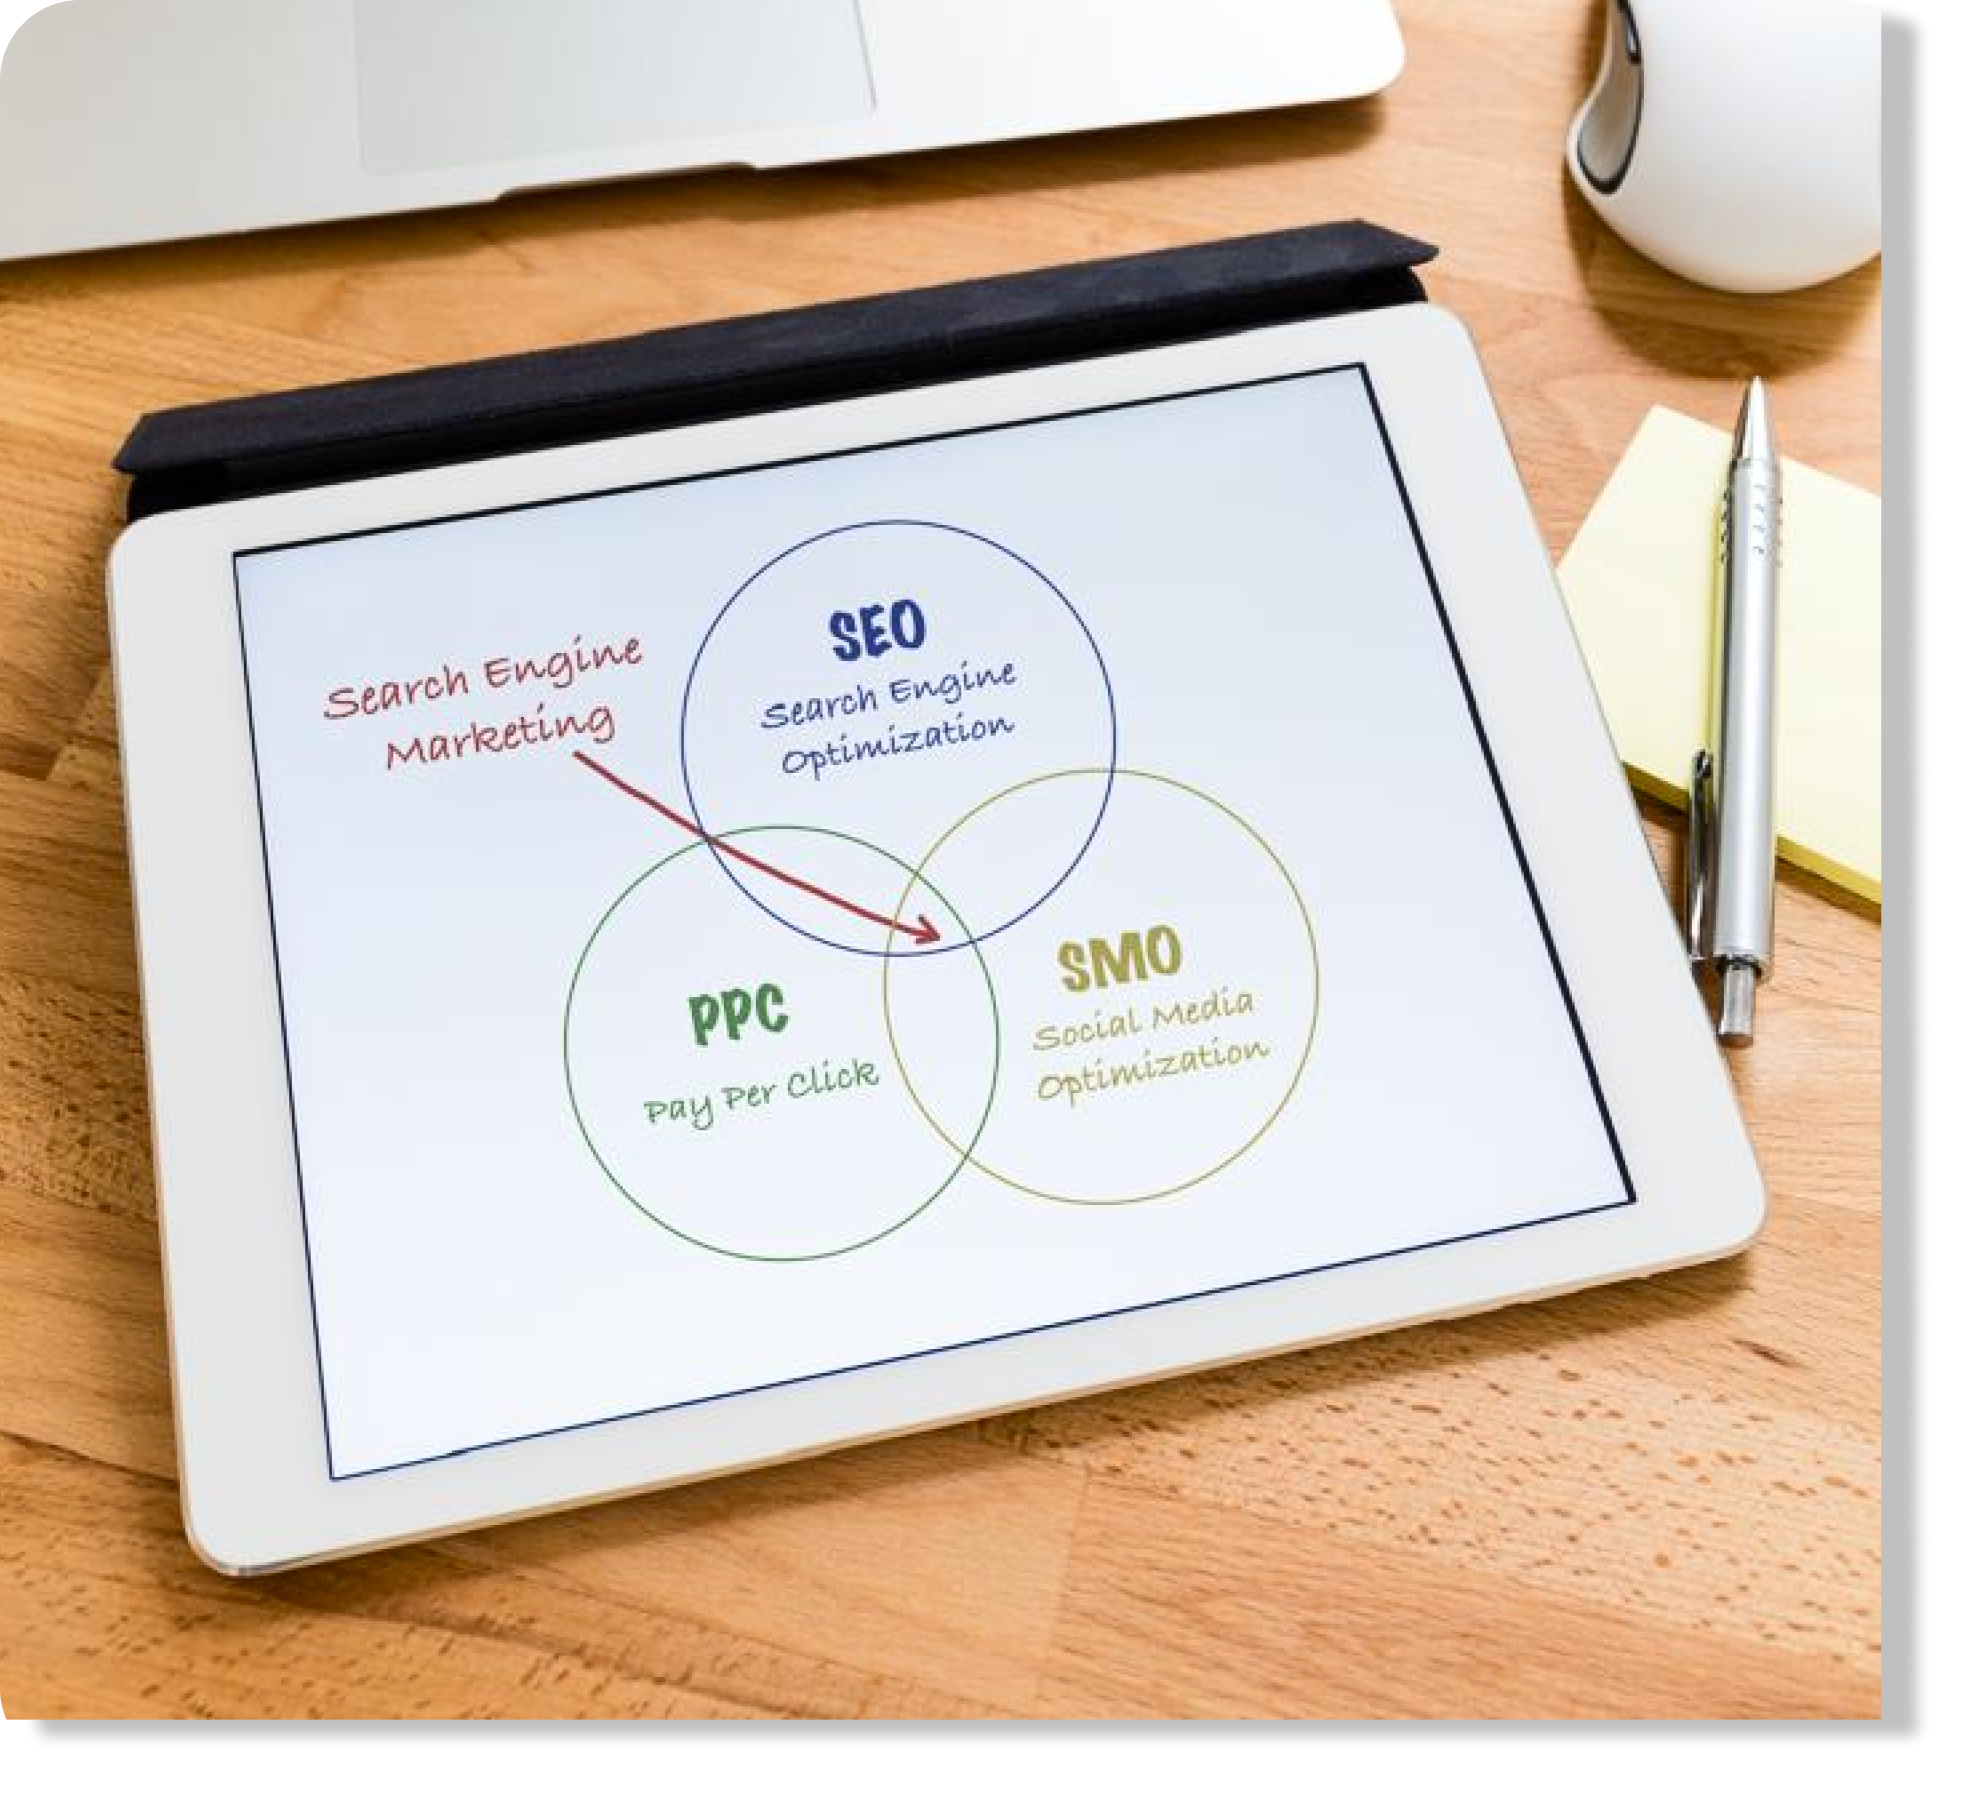 Search Engine
Marketing
SEO
Search Engine
Optimization
PPC
Pay Per Click
SMO
Social Media
Optimization